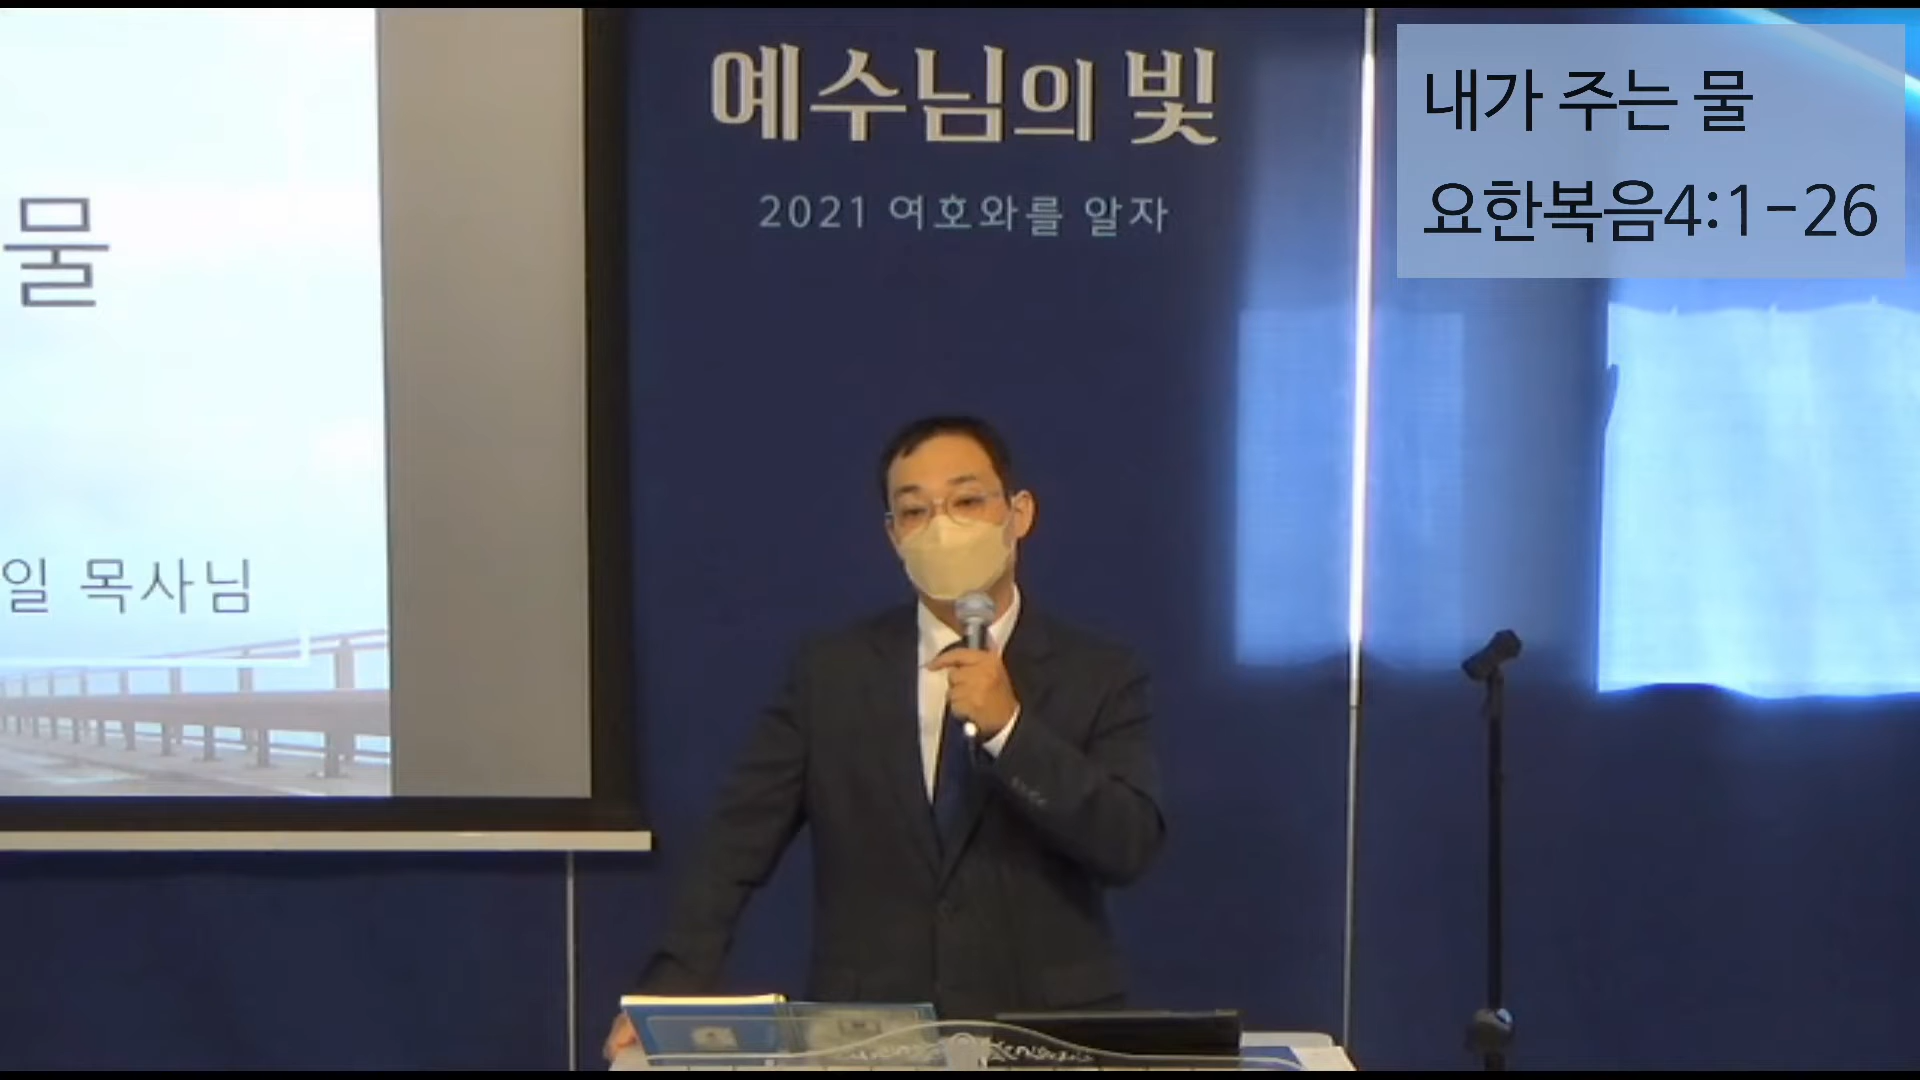 예수님의 빛
2021 여호와를 알자
내가 주는 물
요한복음4:1-26
물
일 목사님